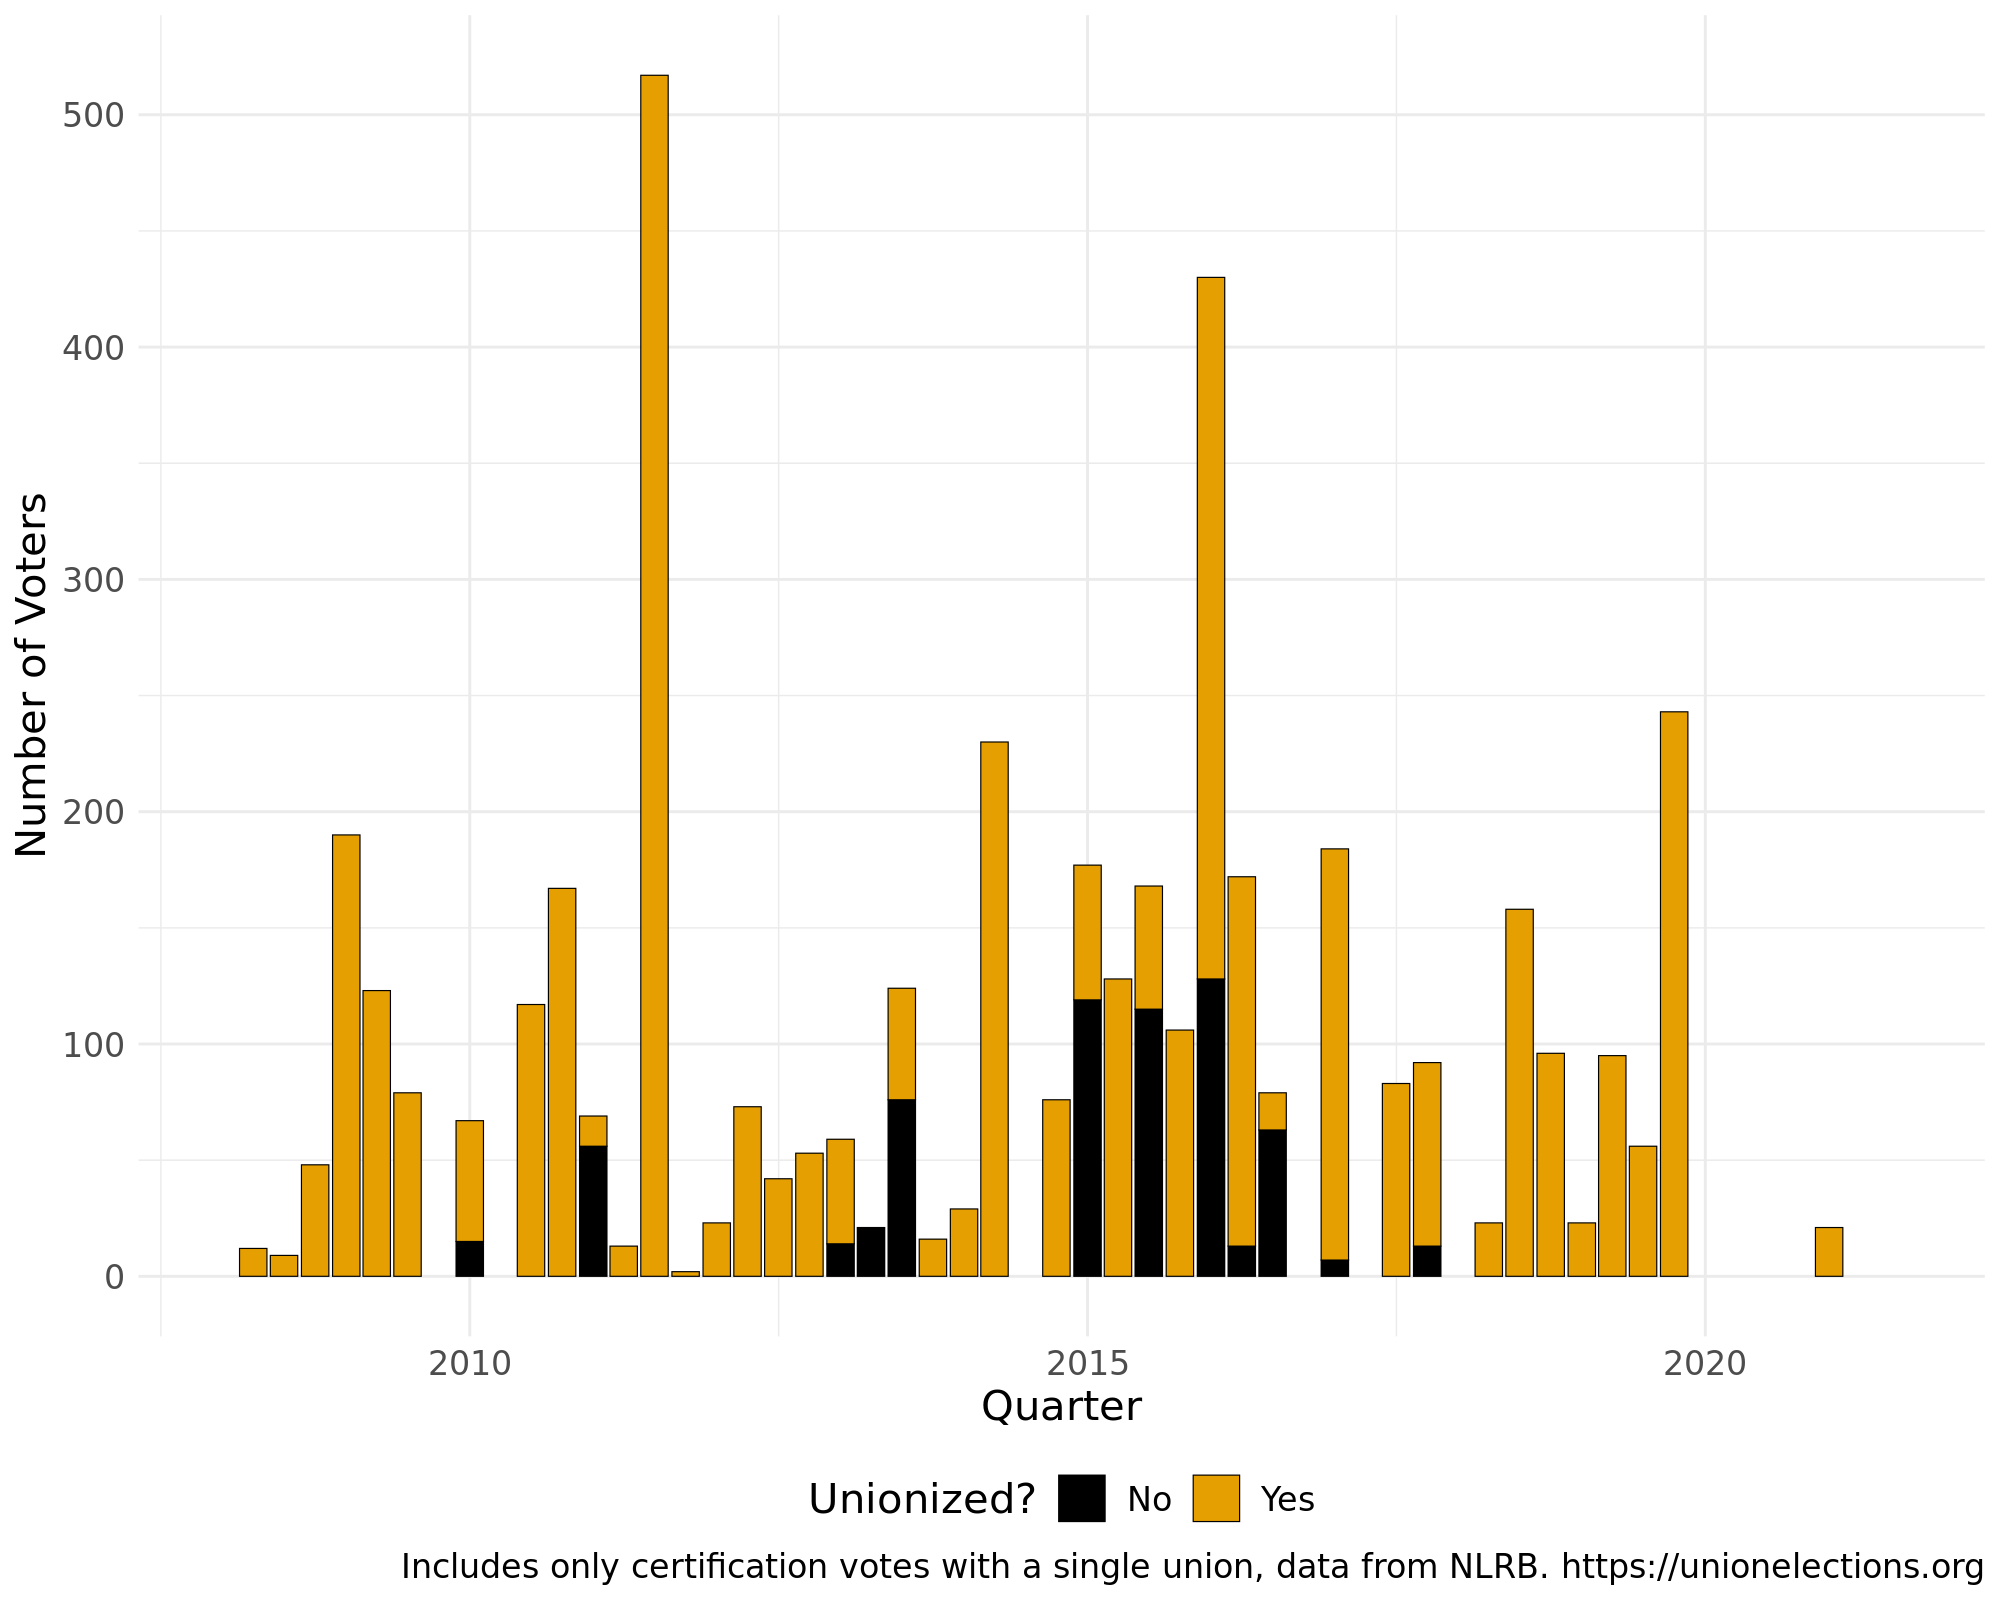 500
400
300
200
100
0
Number of Voters
2010 2015 2020
Quarter
Unionized? No Yes
Includes only certification votes with a single union, data from NLRB. https://unionelections.org